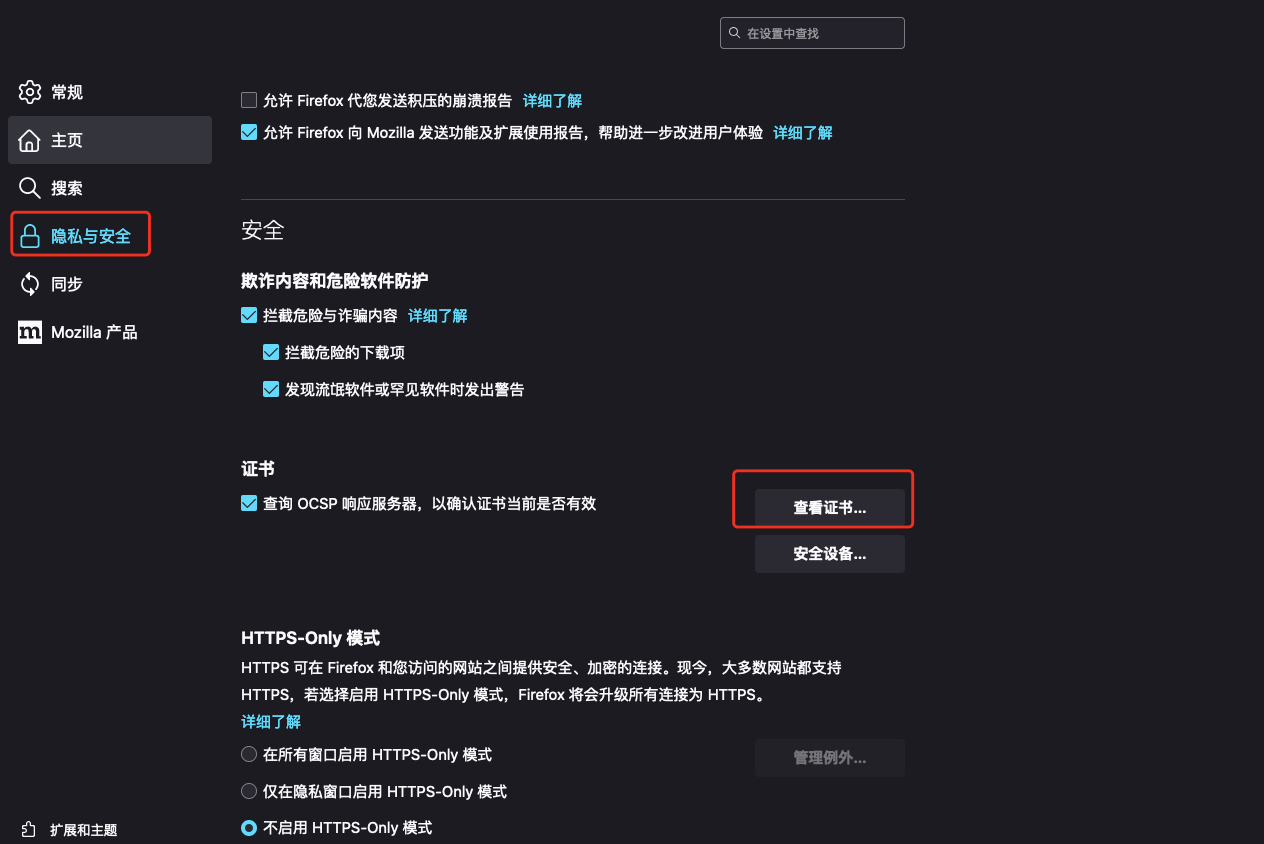 在设置中查找
常规
主页
搜索
隐私与安全
同步
m Mozilla 产品
扩展和主题
允许 Firefox 代您发送积压的崩溃报告 详细了解
允许 Firefox 向 Mozilla 发送功能及扩展使用报告，帮助进一步改进用户体验 详细了解
安全
欺诈内容和危险软件防护
拦截危险与诈骗内容 详细了解
拦截危险的下载项
发现流氓软件或罕见软件时发出警告
证书
查询 OCSP 响应服务器，以确认证书当前是否有效
查看证书...
安全设备...
HTTPS-Only 模式
HTTPS 可在 Firefox 和您访问的网站之间提供安全、加密的连接。现今，大多数网站都支持
HTTPS，若选择启用 HTTPS-Only 模式，Firefox 将会升级所有连接为 HTTPS。
详细了解
在所有窗口启用 HTTPS-Only 模式
管理例外...
仅在隐私窗口启用 HTTPS-Only 模式
不启用 HTTPS-Only 模式